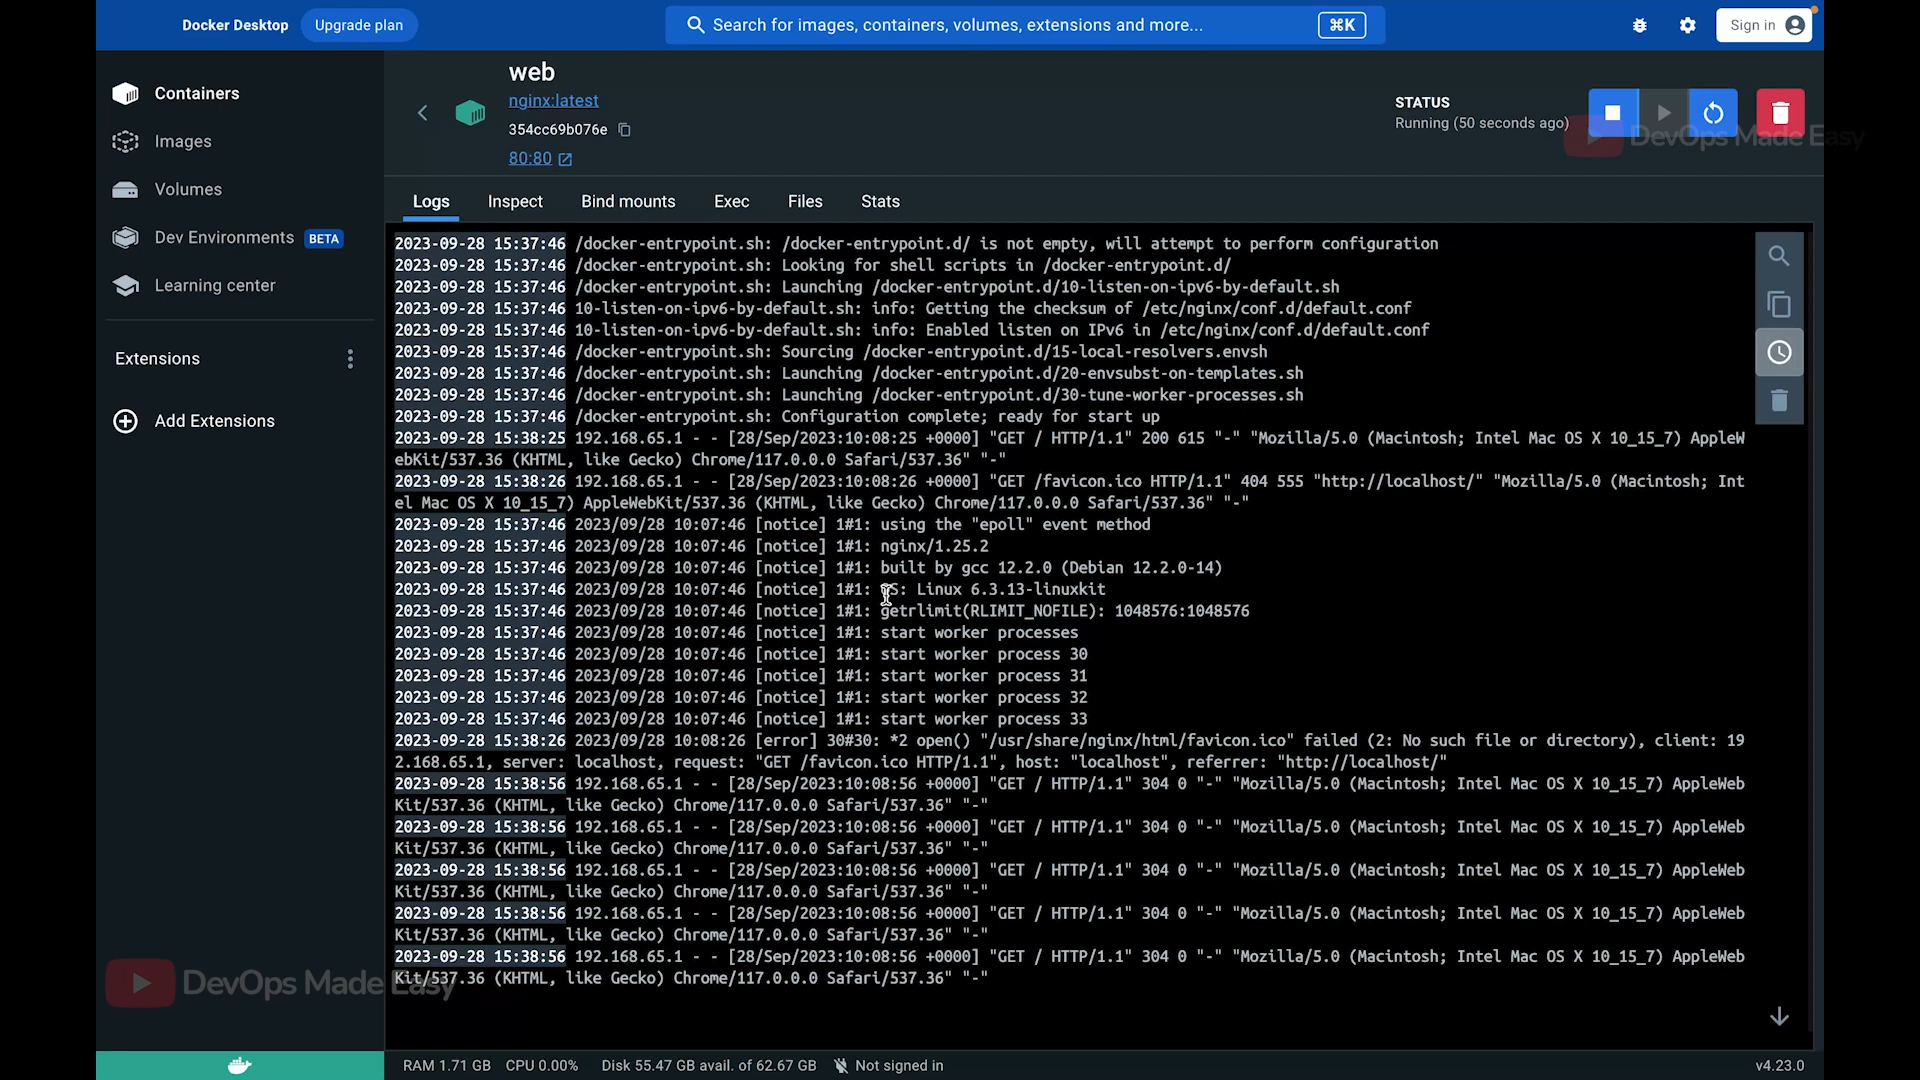 Docker Desktop
Upgrade plan
Search for images, containers, volumes, extensions and more...
⌘K
Sign in
Containers
Images
Volumes
Dev Environments BETA
Learning center
Extensions
Add Extensions
web
nginx:latest
354cc69b076e
80:80
STATUS
Running (50 seconds ago)
DevOps Made Easy
Logs Inspect Bind mounts Exec Files Stats
2023-09-28 15:37:46 /docker-entrypoint.sh: /docker-entrypoint.d/ is not empty, will attempt to perform configuration
2023-09-28 15:37:46 /docker-entrypoint.sh: Looking for shell scripts in /docker-entrypoint.d/
2023-09-28 15:37:46 /docker-entrypoint.sh: Launching /docker-entrypoint.d/10-listen-on-ipv6-by-default.sh
2023-09-28 15:37:46 10-listen-on-ipv6-by-default.sh: info: Getting the checksum of /etc/nginx/conf.d/default.conf
2023-09-28 15:37:46 10-listen-on-ipv6-by-default.sh: info: Enabled listen on IPv6 in /etc/nginx/conf.d/default.conf
2023-09-28 15:37:46 /docker-entrypoint.sh: Sourcing /docker-entrypoint.d/15-local-resolvers.envsh
2023-09-28 15:37:46 /docker-entrypoint.sh: Launching /docker-entrypoint.d/20-envsubst-on-templates.sh
2023-09-28 15:37:46 /docker-entrypoint.sh: Launching /docker-entrypoint.d/30-tune-worker-processes.sh
2023-09-28 15:37:46 /docker-entrypoint.sh: Configuration complete; ready for start up
2023-09-28 15:38:25 192.168.65.1 - - [28/Sep/2023:10:08:25 +0000] "GET / HTTP/1.1" 200 615 "-" "Mozilla/5.0 (Macintosh; Intel Mac OS X 10_15_7) AppleW
ebKit/537.36 (KHTML, like Gecko) Chrome/117.0.0.0 Safari/537.36" "-"
2023-09-28 15:38:26 192.168.65.1 - - [28/Sep/2023:10:08:26 +0000] "GET /favicon.ico HTTP/1.1" 404 555 "http://localhost/" "Mozilla/5.0 (Macintosh; Int
el Mac OS X 10_15_7) AppleWebKit/537.36 (KHTML, like Gecko) Chrome/117.0.0.0 Safari/537.36" "-"
2023-09-28 15:37:46 2023/09/28 10:07:46 [notice] 1#1: using the "epoll" event method
2023-09-28 15:37:46 2023/09/28 10:07:46 [notice] 1#1: nginx/1.25.2
2023-09-28 15:37:46 2023/09/28 10:07:46 [notice] 1#1: built by gcc 12.2.0 (Debian 12.2.0-14)
2023-09-28 15:37:46 2023/09/28 10:07:46 [notice] 1#1: OS: Linux 6.3.13-linuxkit
2023-09-28 15:37:46 2023/09/28 10:07:46 [notice] 1#1: getrlimit(RLIMIT_NOFILE): 1048576:1048576
2023-09-28 15:37:46 2023/09/28 10:07:46 [notice] 1#1: start worker processes
2023-09-28 15:37:46 2023/09/28 10:07:46 [notice] 1#1: start worker process 30
2023-09-28 15:37:46 2023/09/28 10:07:46 [notice] 1#1: start worker process 31
2023-09-28 15:37:46 2023/09/28 10:07:46 [notice] 1#1: start worker process 32
2023-09-28 15:37:46 2023/09/28 10:07:46 [notice] 1#1: start worker process 33
2023-09-28 15:38:26 2023/09/28 10:08:26 [error] 30#30: *2 open() "/usr/share/nginx/html/favicon.ico" failed (2: No such file or directory), client: 19
2.168.65.1, server: localhost, request: "GET /favicon.ico HTTP/1.1", host: "localhost", referrer: "http://localhost/"
2023-09-28 15:38:56 192.168.65.1 - - [28/Sep/2023:10:08:56 +0000] "GET / HTTP/1.1" 304 0 "-" "Mozilla/5.0 (Macintosh; Intel Mac OS X 10_15_7) AppleWeb
Kit/537.36 (KHTML, like Gecko) Chrome/117.0.0.0 Safari/537.36" "-"
2023-09-28 15:38:56 192.168.65.1 - - [28/Sep/2023:10:08:56 +0000] "GET / HTTP/1.1" 304 0 "-" "Mozilla/5.0 (Macintosh; Intel Mac OS X 10_15_7) AppleWeb
Kit/537.36 (KHTML, like Gecko) Chrome/117.0.0.0 Safari/537.36" "-"
2023-09-28 15:38:56 192.168.65.1 - - [28/Sep/2023:10:08:56 +0000] "GET / HTTP/1.1" 304 0 "-" "Mozilla/5.0 (Macintosh; Intel Mac OS X 10_15_7) AppleWeb
Kit/537.36 (KHTML, like Gecko) Chrome/117.0.0.0 Safari/537.36" "-"
2023-09-28 15:38:56 192.168.65.1 - - [28/Sep/2023:10:08:56 +0000] "GET / HTTP/1.1" 304 0 "-" "Mozilla/5.0 (Macintosh; Intel Mac OS X 10_15_7) AppleWeb
Kit/537.36 (KHTML, like Gecko) Chrome/117.0.0.0 Safari/537.36" "-"
2023-09-28 15:38:56 192.168.65.1 - - [28/Sep/2023:10:08:56 +0000] "GET / HTTP/1.1" 304 0 "-" "Mozilla/5.0 (Macintosh; Intel Mac OS X 10_15_7) AppleWeb
Kit/537.36 (KHTML, like Gecko) Chrome/117.0.0.0 Safari/537.36" "-"
DevOps Made Easy
RAM 1.71 GB CPU 0.00% Disk 55.47 GB avail. of 62.67 GB Not signed in
v4.23.0